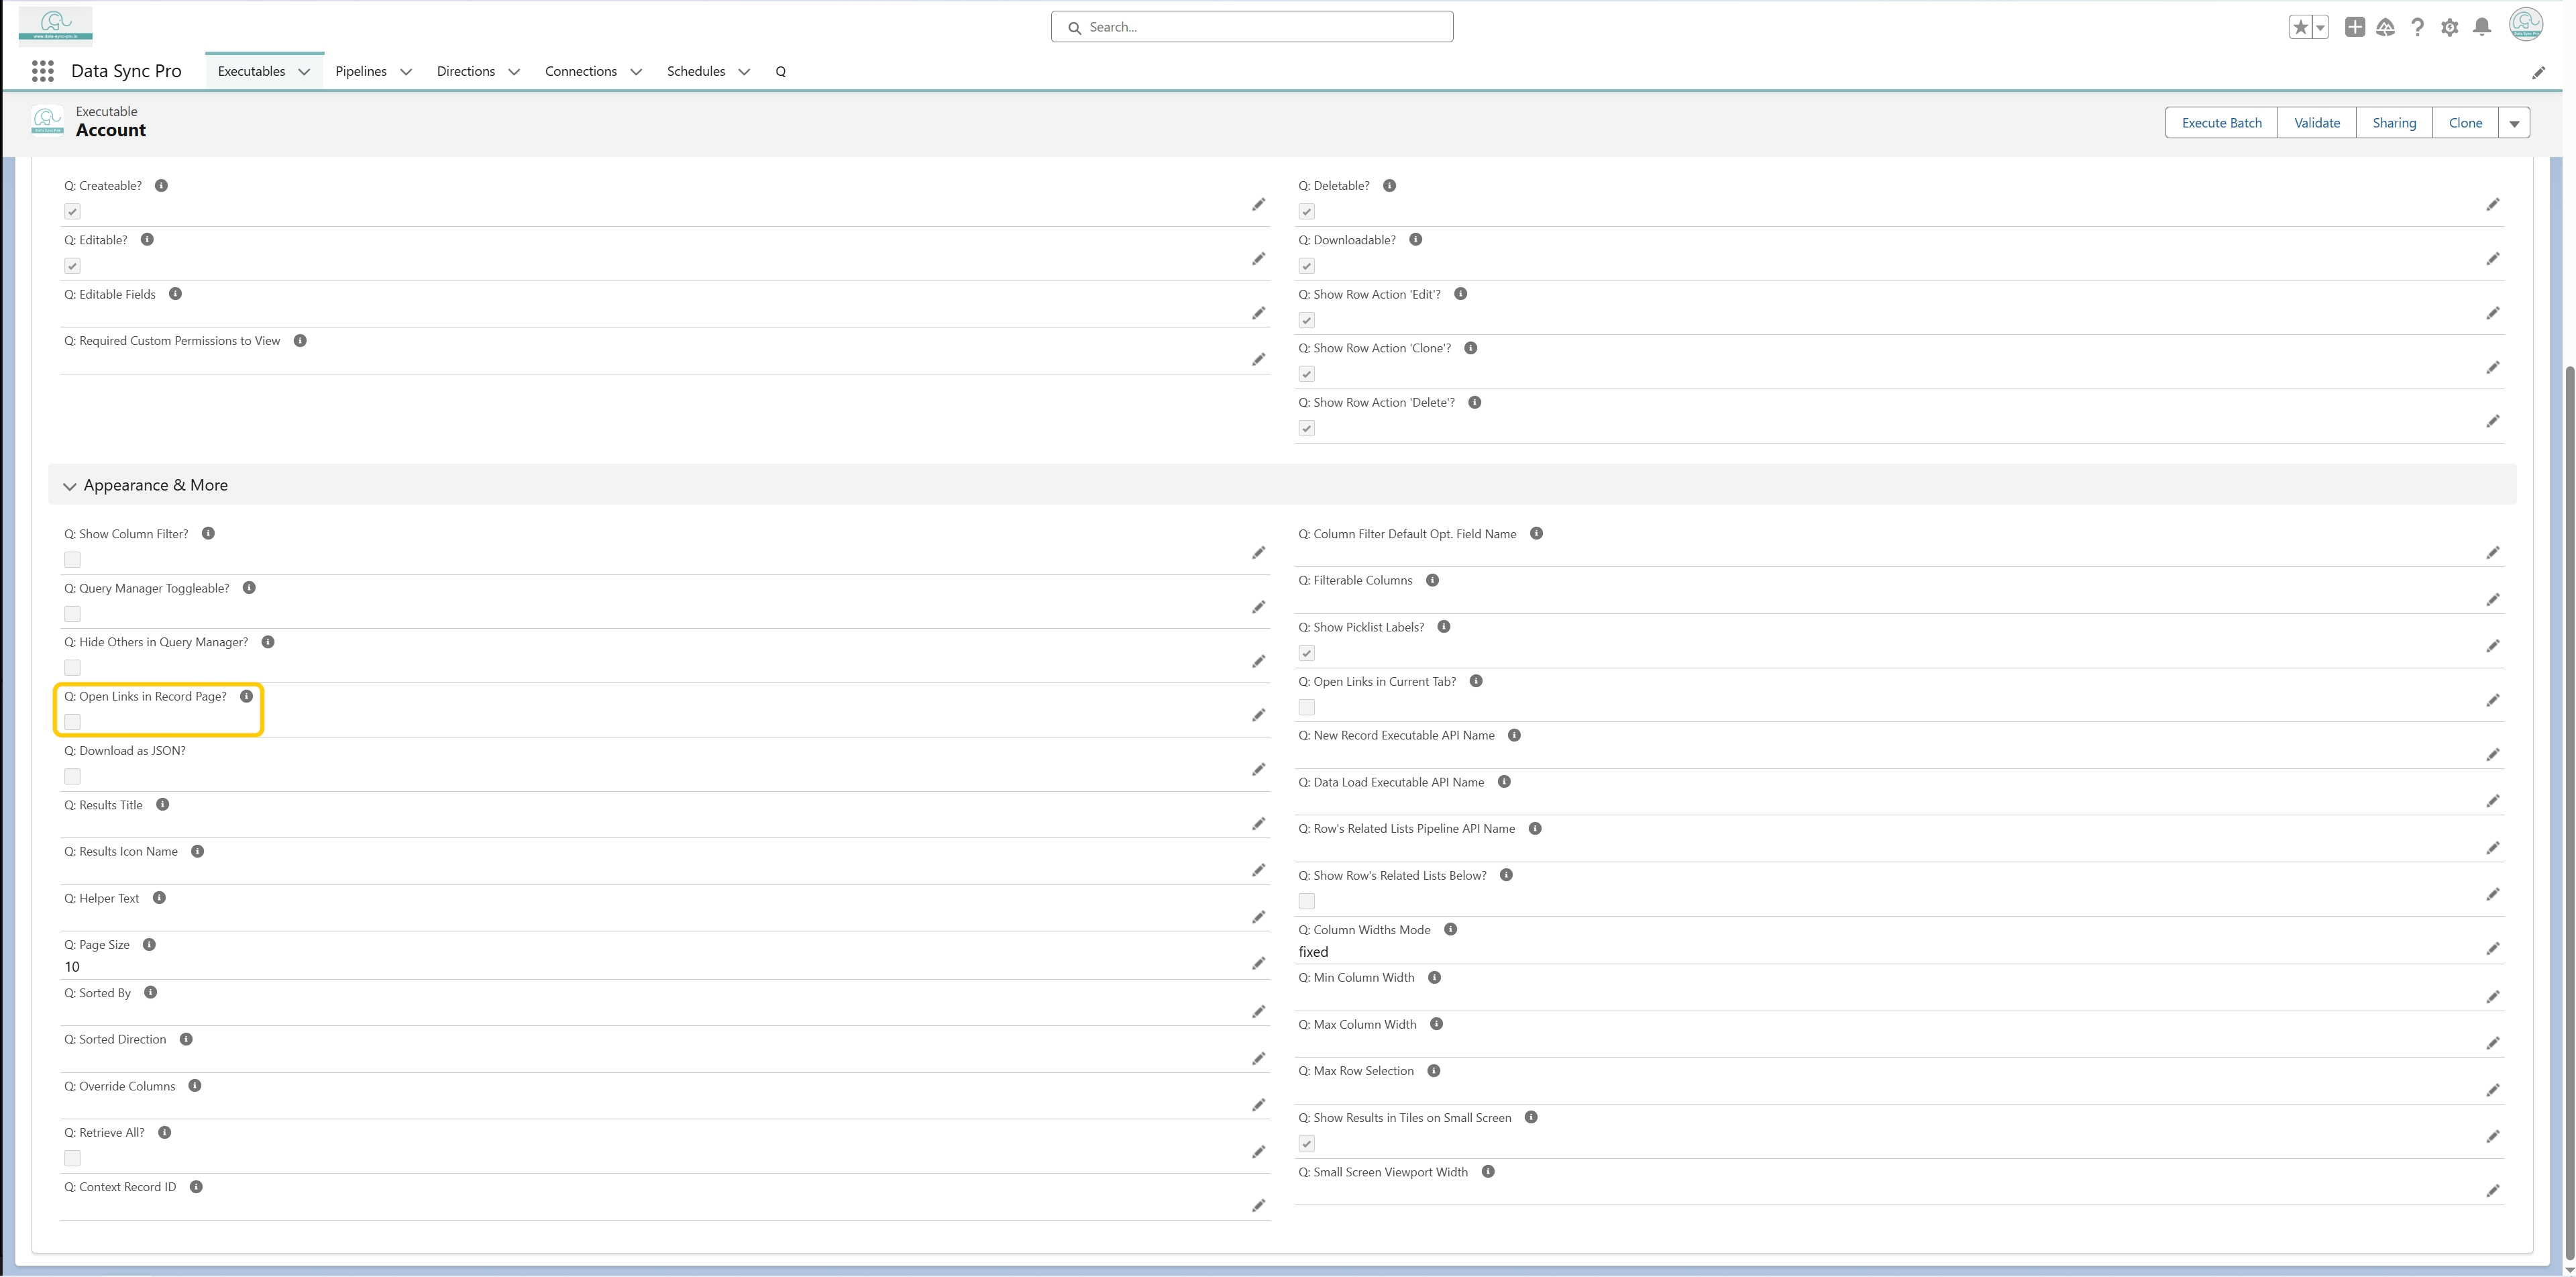 www.data-sync-pro.io
Search...
Data Sync Pro
Executables
Pipelines
Directions
Connections
Schedules
Q
Executable
Account
Execute Batch
Validate
Sharing
Clone
Q: Createable?
Q: Deletable?
Q: Editable?
Q: Downloadable?
Q: Editable Fields
Q: Show Row Action 'Edit'?
Q: Required Custom Permissions to View
Q: Show Row Action 'Clone'?
Q: Show Row Action 'Delete'?
Appearance & More
Q: Show Column Filter?
Q: Column Filter Default Opt. Field Name
Q: Query Manager Toggleable?
Q: Filterable Columns
Q: Hide Others in Query Manager?
Q: Show Picklist Labels?
Q: Open Links in Record Page?
Q: Open Links in Current Tab?
Q: Download as JSON?
Q: New Record Executable API Name
Q: Results Title
Q: Data Load Executable API Name
Q: Results Icon Name
Q: Row's Related Lists Pipeline API Name
Q: Helper Text
Q: Show Row's Related Lists Below?
Q: Page Size
10
Q: Column Widths Mode
fixed
Q: Sorted By
Q: Min Column Width
Q: Sorted Direction
Q: Max Column Width
Q: Override Columns
Q: Max Row Selection
Q: Retrieve All?
Q: Show Results in Tiles on Small Screen
Q: Context Record ID
Q: Small Screen Viewport Width